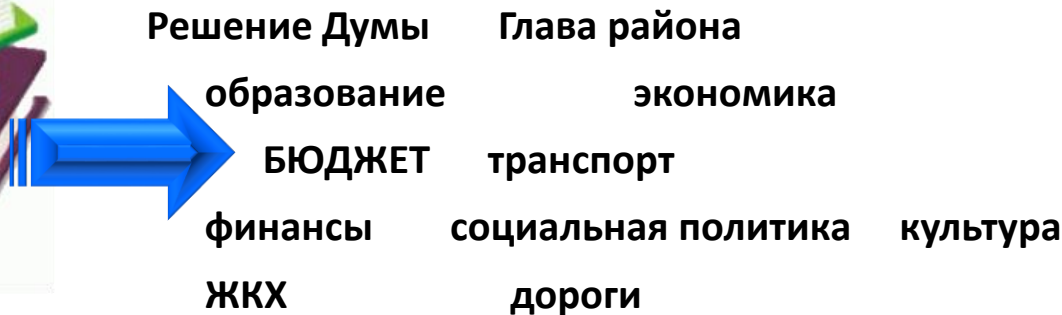 Решение Думы Глава района
образование экономика
БЮДЖЕТ транспорт
финансы социальная политика культура
ЖКХ дороги